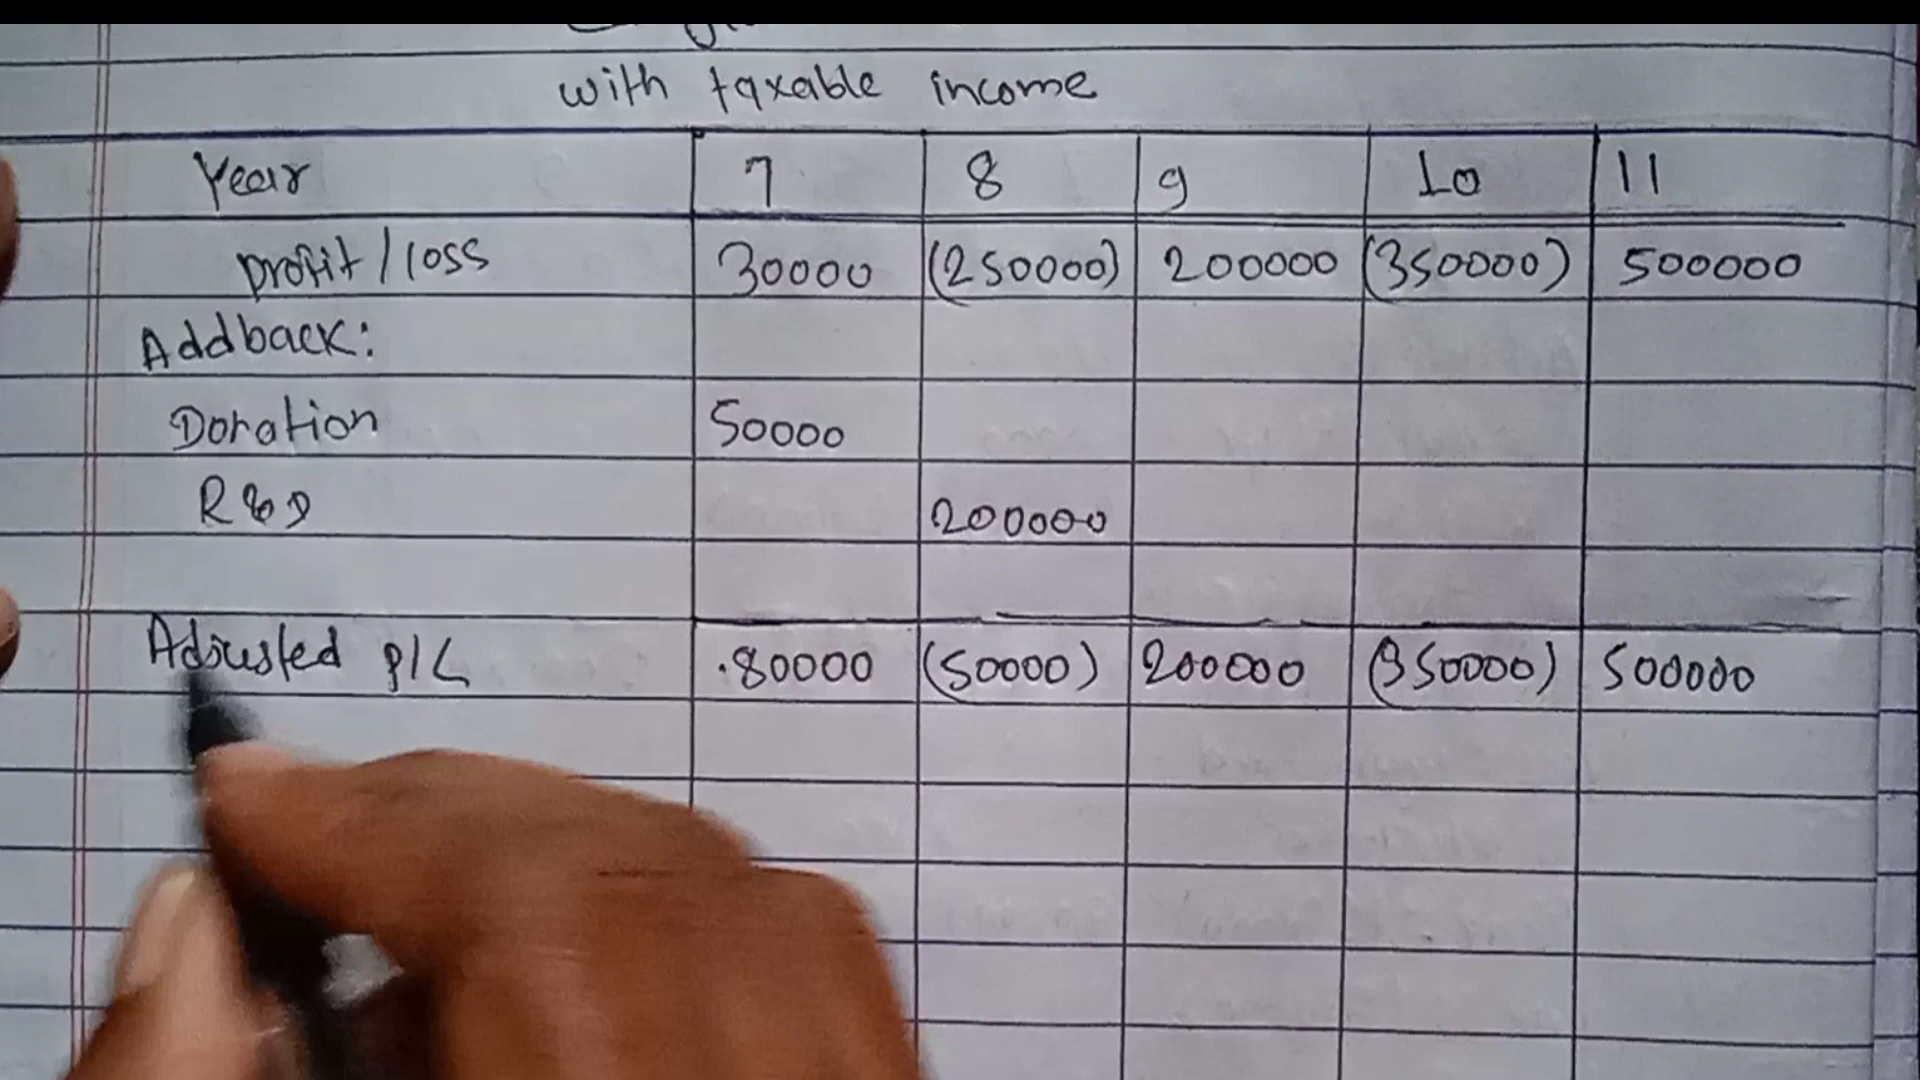 with taxable income
Year 7 8 9 10 11
profit/loss 30000 (250000) 200000 (350000) 500000
Addback:
Donation 50000
R&D 200000
Adjusted P/L 80000 (50000) 200000 (350000) 500000